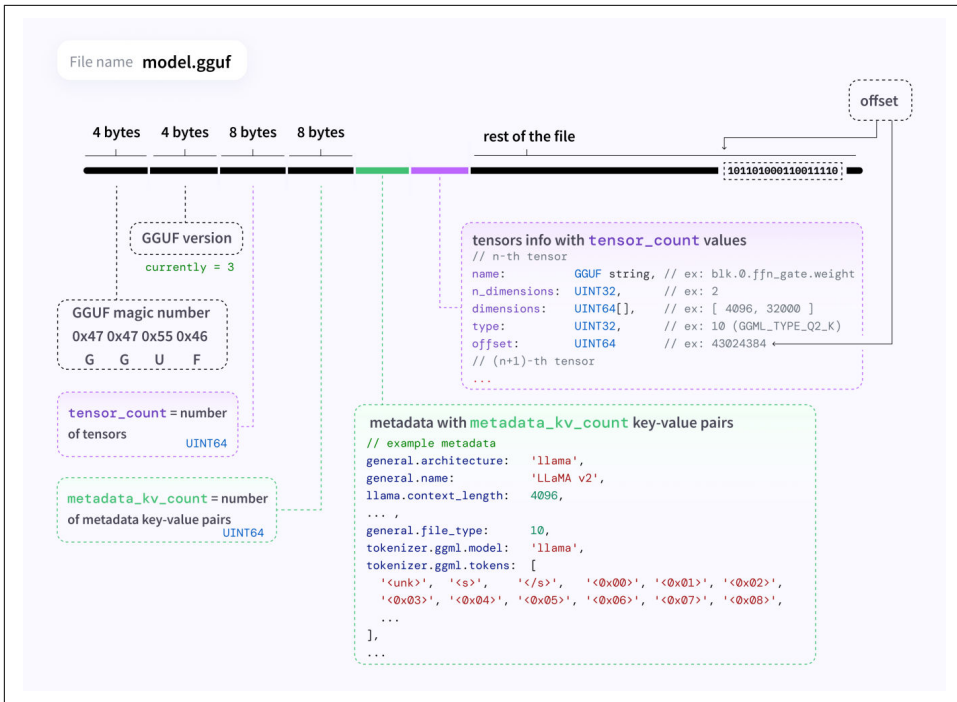 File name model.gguf
offset
4 bytes 4 bytes 8 bytes 8 bytes rest of the file
101101000110011110
GGUF version
currently = 3
GGUF magic number
0x47 0x47 0x55 0x46
G G U F
tensor_count = number
of tensors
UINT64
metadata_kv_count = number
of metadata key-value pairs
UINT64
tensors info with tensor_count values
// n-th tensor
name: GGUF string, // ex: blk.0.ffn_gate.weight
n_dimensions: UINT32, // ex: 2
dimensions: UINT64[], // ex: [ 4096, 32000 ]
type: UINT32, // ex: 10 (GGML_TYPE_Q2_K)
offset: UINT64 // ex: 43024384
// (n+1)-th tensor
...
metadata with metadata_kv_count key-value pairs
// example metadata
general.architecture: 'llama',
general.name: 'LLaMA v2',
llama.context_length: 4096,
... ,
general.file_type: 10,
tokenizer.ggml.model: 'llama',
tokenizer.ggml.tokens: [
'<unk>', '<s>', '</s>', '<0x00>', '<0x01>', '<0x02>',
'<0x03>', '<0x04>', '<0x05>', '<0x06>', '<0x07>', '<0x08>',
...
],
...